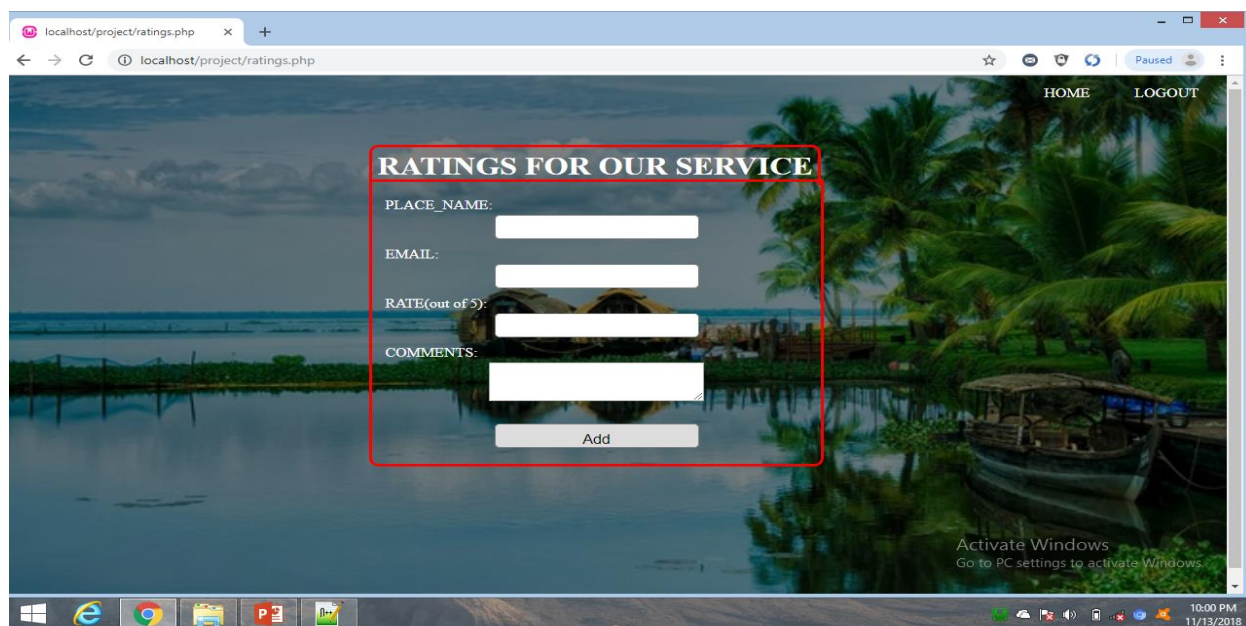 localhost/project/ratings.php
localhost/project/ratings.php
Paused
HOME LOGOUT
RATINGS FOR OUR SERVICE
PLACE_NAME:
EMAIL:
RATE(out of 5):
COMMENTS:
Add
Activate Windows
Go to PC settings to activate Windows.
10:00 PM
11/13/2018